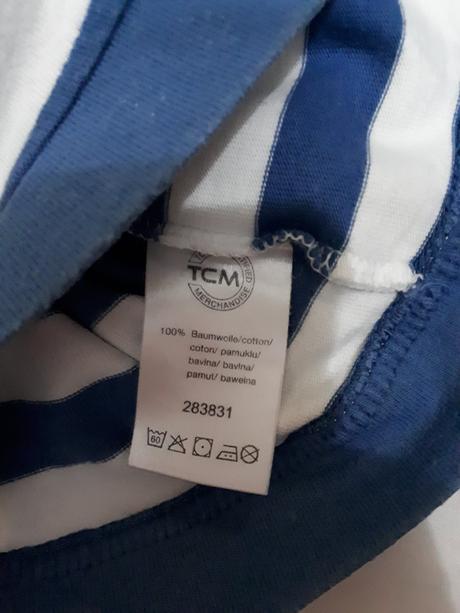 TCM
MERCHANDISE
100% Baumwolle/cotton/
coton/ pamuklu/
bavlna/ bavlna/
pamut/ bawełna
283831
60